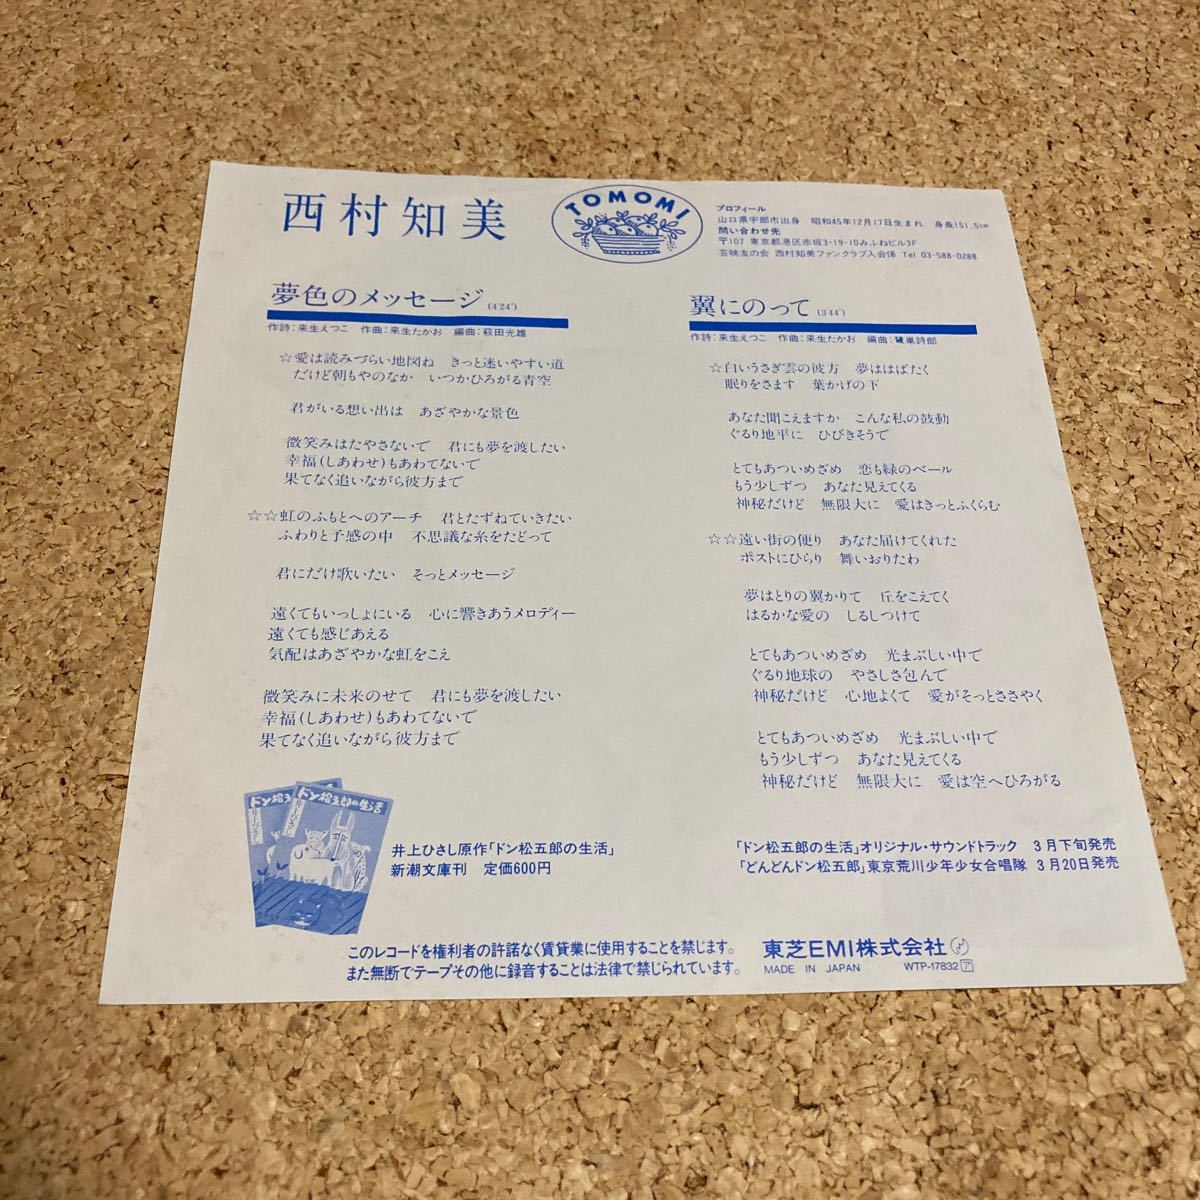 西村知美
TOMOMI
プロフィール
山口県宇部市出身　昭和45年12月17日生まれ　身長151.5cm
問い合わせ先
〒107 東京都港区赤坂3-19-10みふねビル3F
芸映友の会 西村知美ファンクラブ入会係 Tel 03-588-0288
夢色のメッセージ(4′24″)
作詩：来生えつこ　作曲：来生たかお　編曲：萩田光雄
☆愛は読みづらい地図ね　きっと迷いやすい道
だけど朝もやのなか　いつかひろがる青空
君がいる想い出は　あざやかな景色
微笑みはたやさないで　君にも夢を渡したい
幸福(しあわせ)もあわてないで
果てなく追いながら彼方まで
☆☆虹のふもとへのアーチ　君とたずねていきたい
ふわりと予感の中　不思議な糸をたどって
君にだけ歌いたい　そっとメッセージ
遠くてもいっしょにいる　心に響きあうメロディー
遠くても感じあえる
気配はあざやかな虹をこえ
微笑みに未来のせて　君にも夢を渡したい
幸福(しあわせ)もあわてないで
果てなく追いながら彼方まで
翼にのって(3′44″)
作詩：来生えつこ　作曲：来生たかお　編曲：鷺巣詩郎
☆白いうさぎ雲の彼方　夢ははばたく
眠りをさます　葉かげの下
あなた聞こえますか　こんな私の鼓動
ぐるり地平に　ひびきそうで
とてもあついめざめ　恋も緑のベール
もう少しずつ　あなた見えてくる
神秘だけど　無限大に　愛はきっとふくらむ
☆☆遠い街の便り　あなた届けてくれた
ポストにひらり　舞いおりたわ
夢はとりの翼かりて　丘をこえてく
はるかな愛の　しるしつけて
とてもあついめざめ　光まぶしい中で
ぐるり地球の　やさしさ包んで
神秘だけど　心地よくて　愛がそっとささやく
とてもあついめざめ　光まぶしい中で
もう少しずつ　あなた見えてくる
神秘だけど　無限大に　愛は空へひろがる
ドン松五郎の生活
井上ひさし原作「ドン松五郎の生活」
新潮文庫刊　定価600円
「ドン松五郎の生活」オリジナル・サウンドトラック　3月下旬発売
「どんどんドン松五郎」東京荒川少年少女合唱隊　3月20日発売
このレコードを権利者の許諾なく賃貸業に使用することを禁じます。
また無断でテープその他に録音することは法律で禁じられています。
東芝EMI株式会社
MADE IN JAPAN　WTP-17832 ア